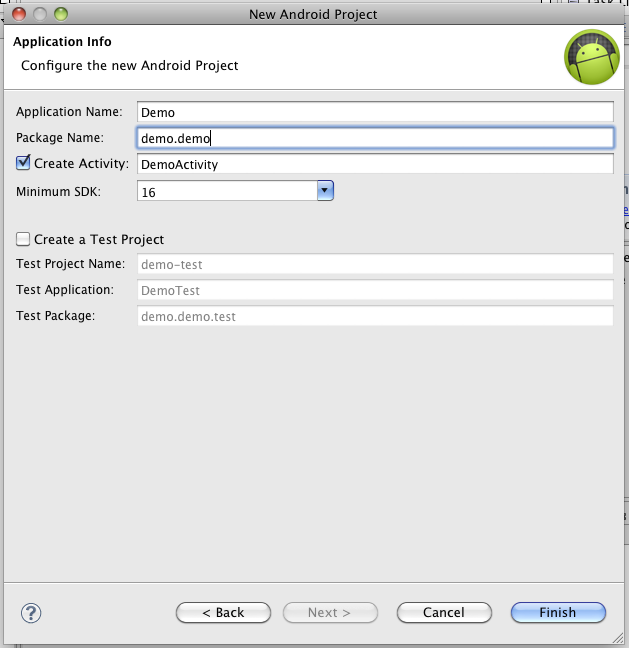 New Android Project
Application Info
Configure the new Android Project
Application Name: Demo
Package Name: demo.demo
Create Activity: DemoActivity
Minimum SDK: 16
Create a Test Project
Test Project Name: demo-test
Test Application: DemoTest
Test Package: demo.demo.test
? < Back Next > Cancel Finish